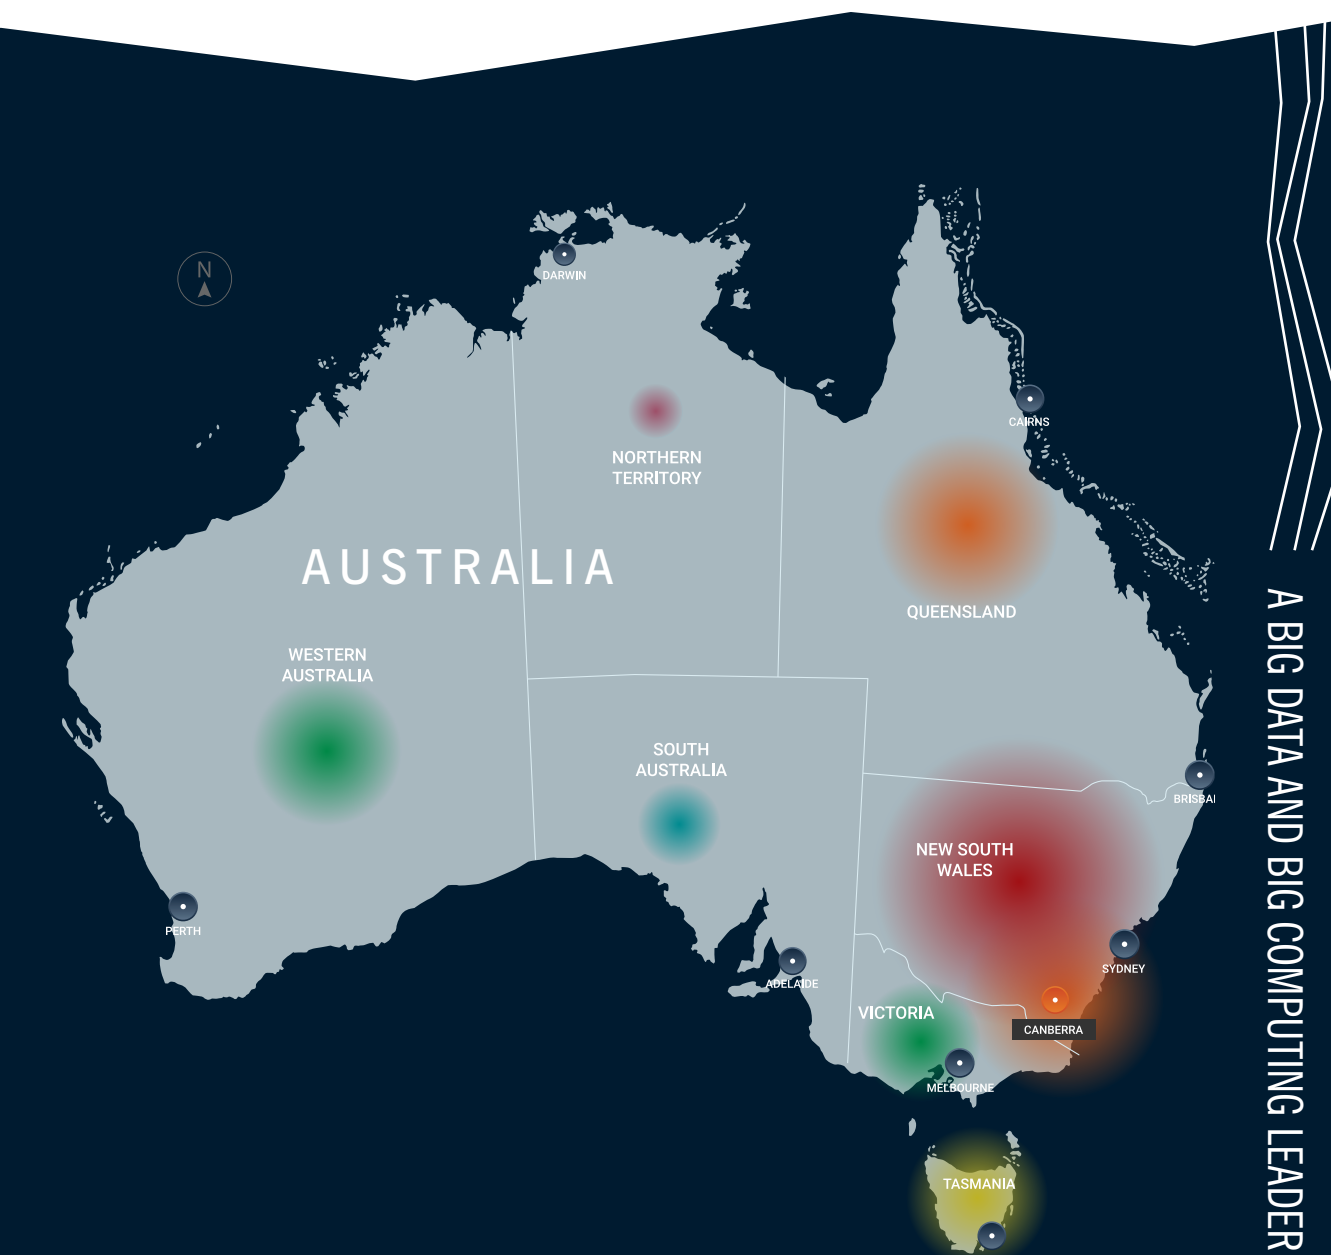 N
DARWIN
CAIRNS
NORTHERN
TERRITORY
AUSTRALIA
QUEENSLAND
WESTERN
AUSTRALIA
SOUTH
AUSTRALIA
BRISBA
NEW SOUTH
WALES
PERTH
SYDNEY
ADELAIDE
VICTORIA
CANBERRA
MELBOURNE
TASMANIA
A BIG DATA AND BIG COMPUTING LEADER